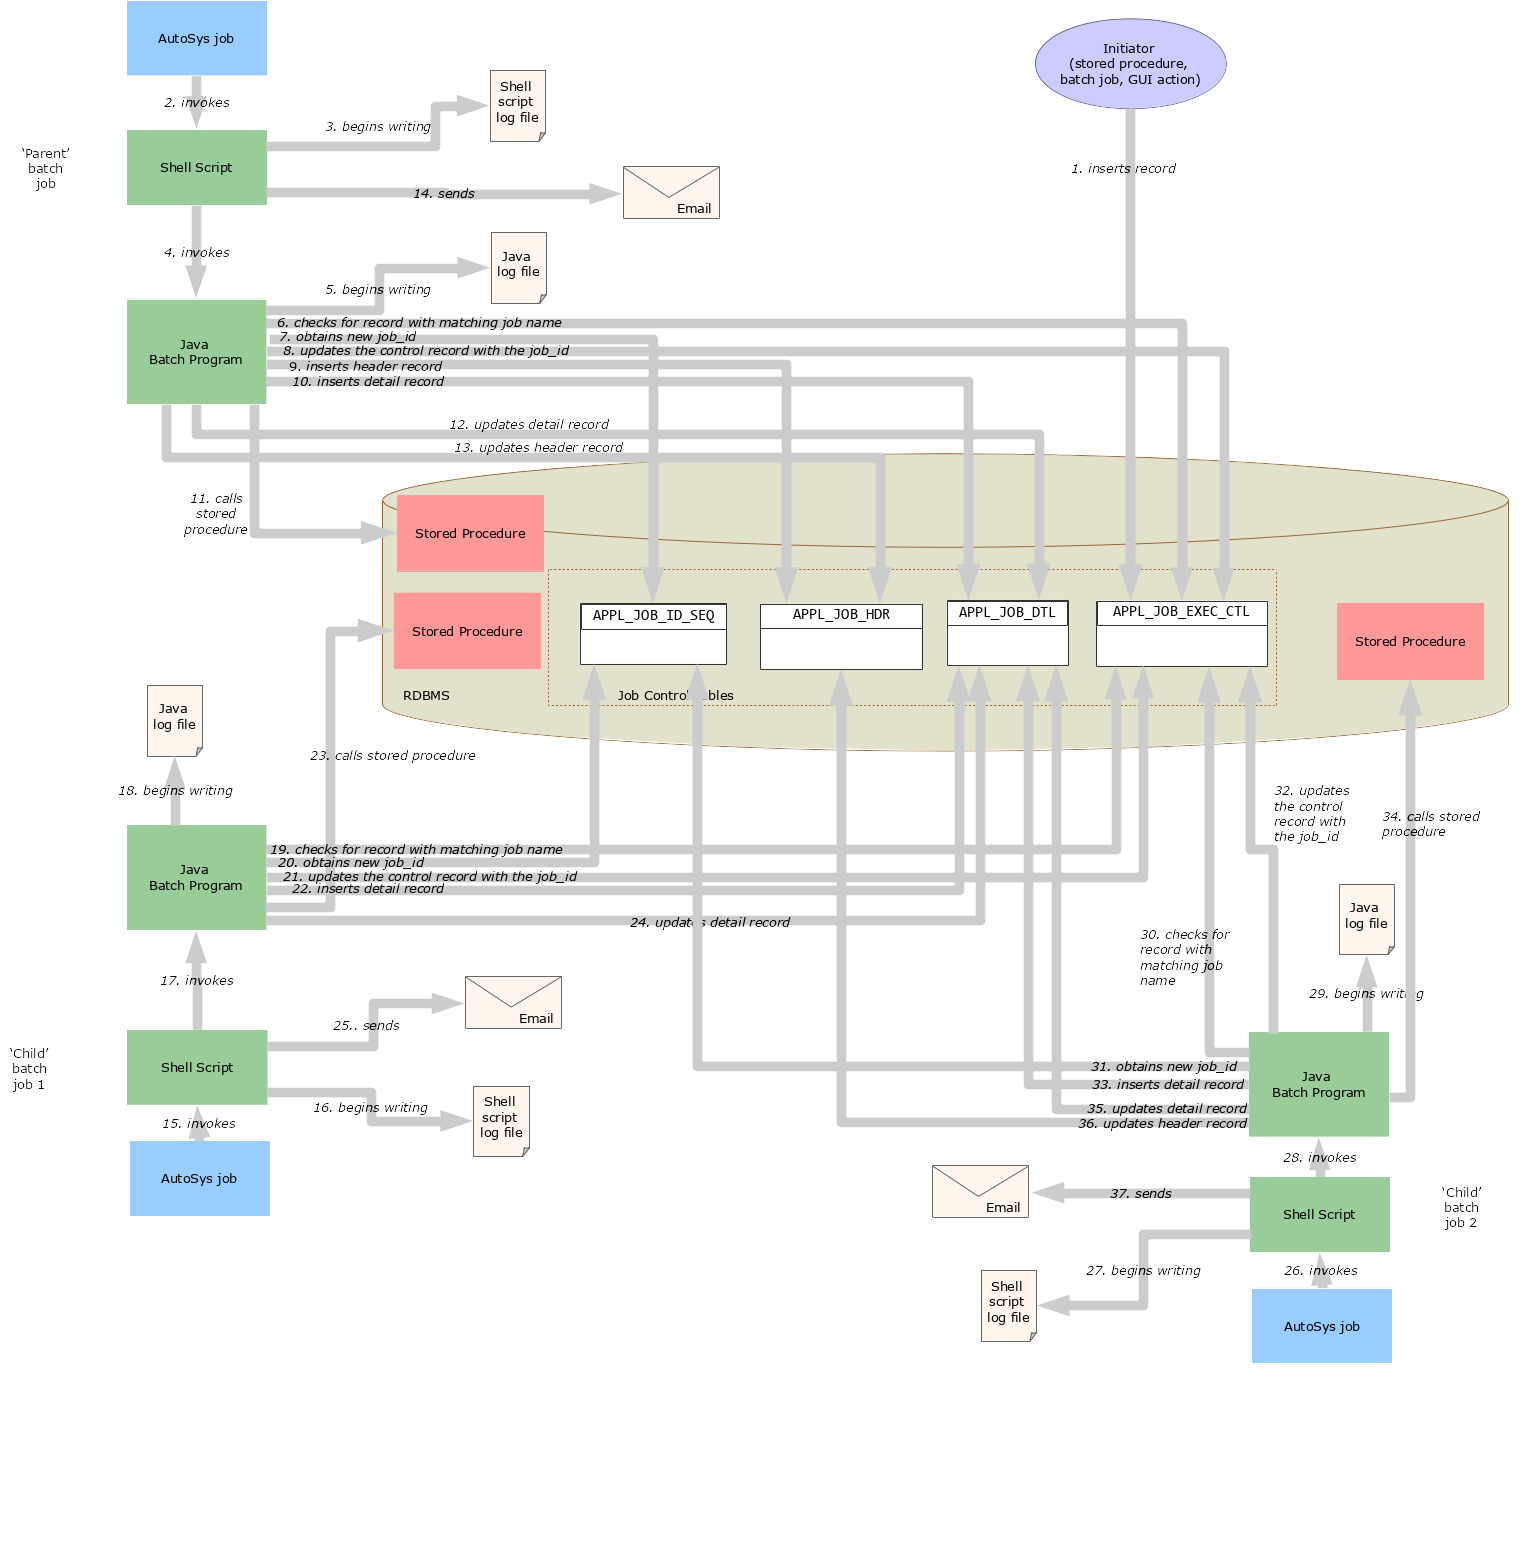 AutoSys job
Initiator
(stored procedure,
batch job, GUI action)
2. invokes
Shell
script
log file
3. begins writing
‘Parent’
batch
job
Shell Script
1. inserts record
14. sends
Email
4. invokes
Java
log file
5. begins writing
Java
Batch Program
6. checks for record with matching job name
7. obtains new job_id
8. updates the control record with the job_id
9. inserts header record
10. inserts detail record
12. updates detail record
13. updates header record
11. calls
stored
procedure
Stored Procedure
Stored Procedure
APPL_JOB_ID_SEQ
APPL_JOB_HDR
APPL_JOB_DTL
APPL_JOB_EXEC_CTL
Stored Procedure
RDBMS
Job Control
Java
log file
23. calls stored procedure
18. begins writing
32. updates
the control
record with
the job_id
34. calls stored
procedure
Java
Batch Program
19. checks for record with matching job name
20. obtains new job_id
21. updates the control record with the job_id
22. inserts detail record
24. updates detail record
Java
log file
30. checks for
record with
matching job
name
17. invokes
29. begins writing
Email
25.. sends
‘Child’
batch
job 1
Shell Script
31. obtains new job_id
33. inserts detail record
35. updates detail record
36. updates header record
Java
Batch Program
16. begins writing
Shell
script
log file
15. invokes
AutoSys job
28. invokes
Email
37. sends
Shell Script
‘Child’
batch
job 2
27. begins writing
26. invokes
Shell
script
log file
AutoSys job